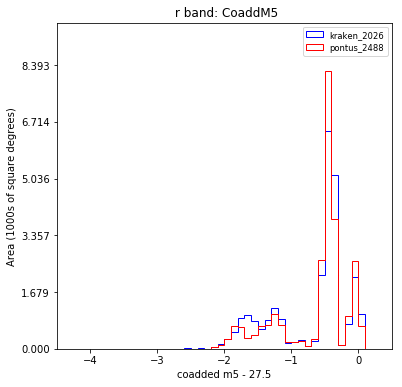 r band: CoaddM5
kraken_2026
pontus_2488
8.393
6.714
5.036
3.357
1.679
0.000
Area (1000s of square degrees)
−4
−3
−2
−1
0
coadded m5 - 27.5